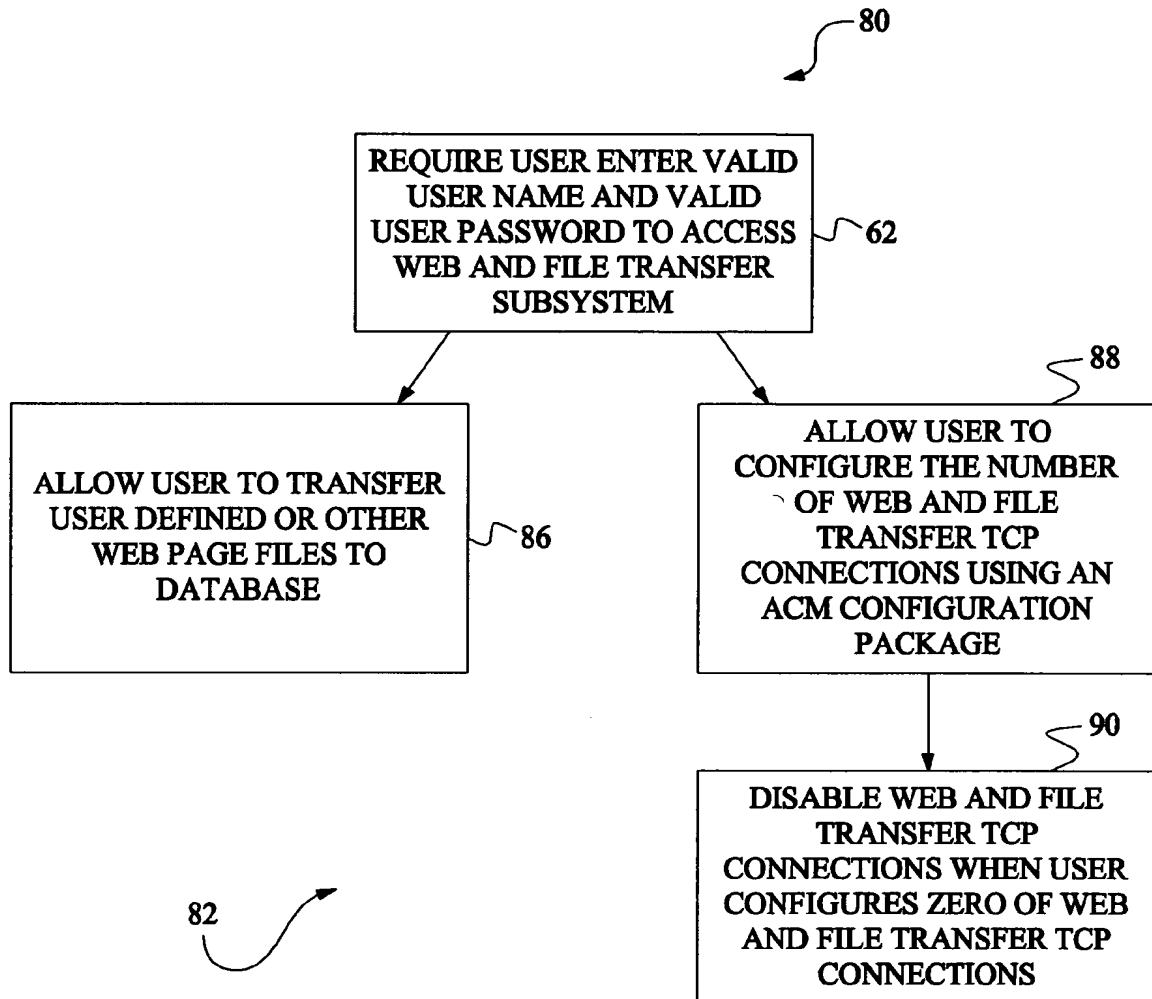 80
REQUIRE USER ENTER VALID
USER NAME AND VALID
USER PASSWORD TO ACCESS
WEB AND FILE TRANSFER
SUBSYSTEM
62
88
ALLOW USER TO TRANSFER
USER DEFINED OR OTHER
WEB PAGE FILES TO
DATABASE
86
ALLOW USER TO
CONFIGURE THE NUMBER
OF WEB AND FILE
TRANSFER TCP
CONNECTIONS USING AN
ACM CONFIGURATION
PACKAGE
90
DISABLE WEB AND FILE
TRANSFER TCP
CONNECTIONS WHEN USER
CONFIGURES ZERO OF WEB
AND FILE TRANSFER TCP
CONNECTIONS
82